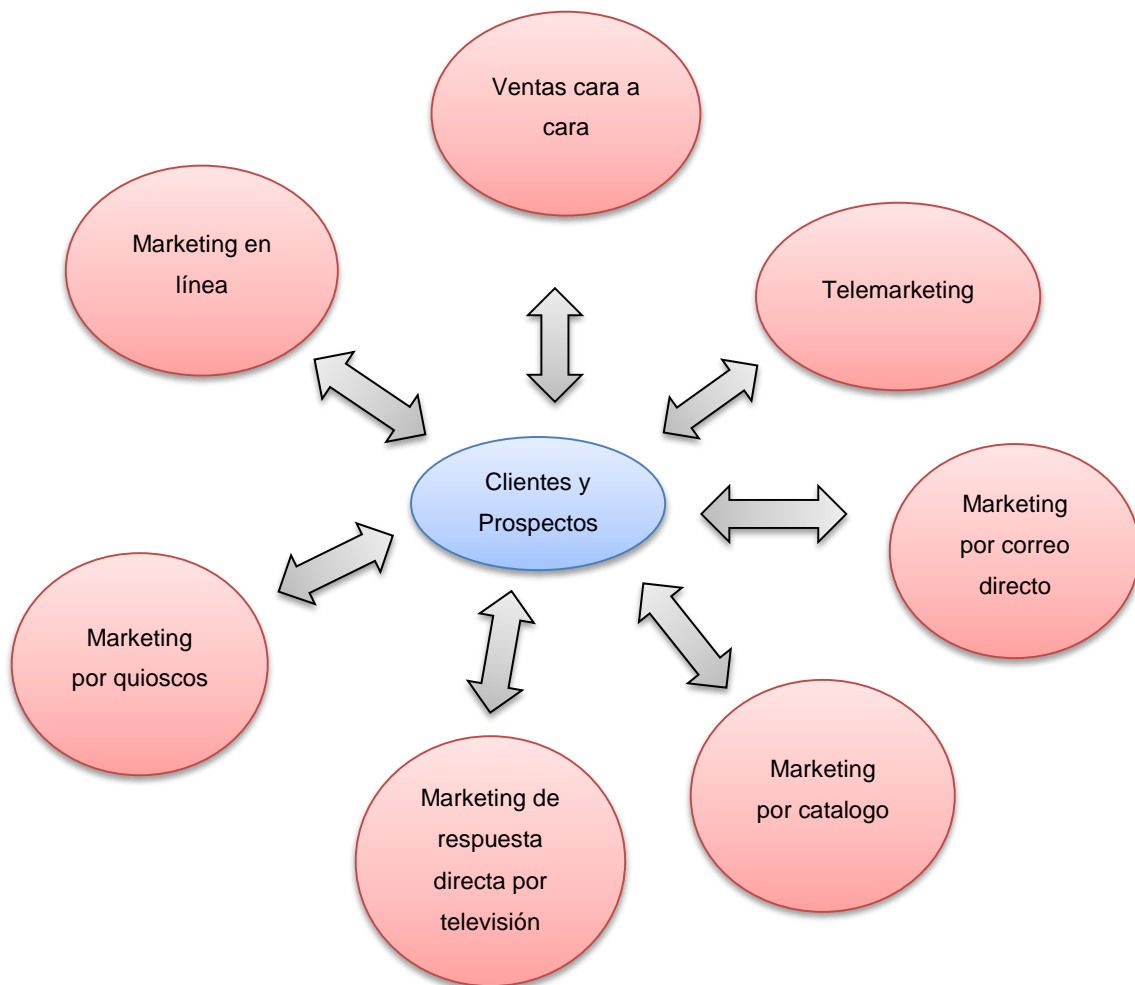 Ventas cara a
cara
Marketing en
línea
Telemarketing
Clientes y
Prospectos
Marketing
por correo
directo
Marketing
por quioscos
Marketing
por catalogo
Marketing de
respuesta
directa por
televisión